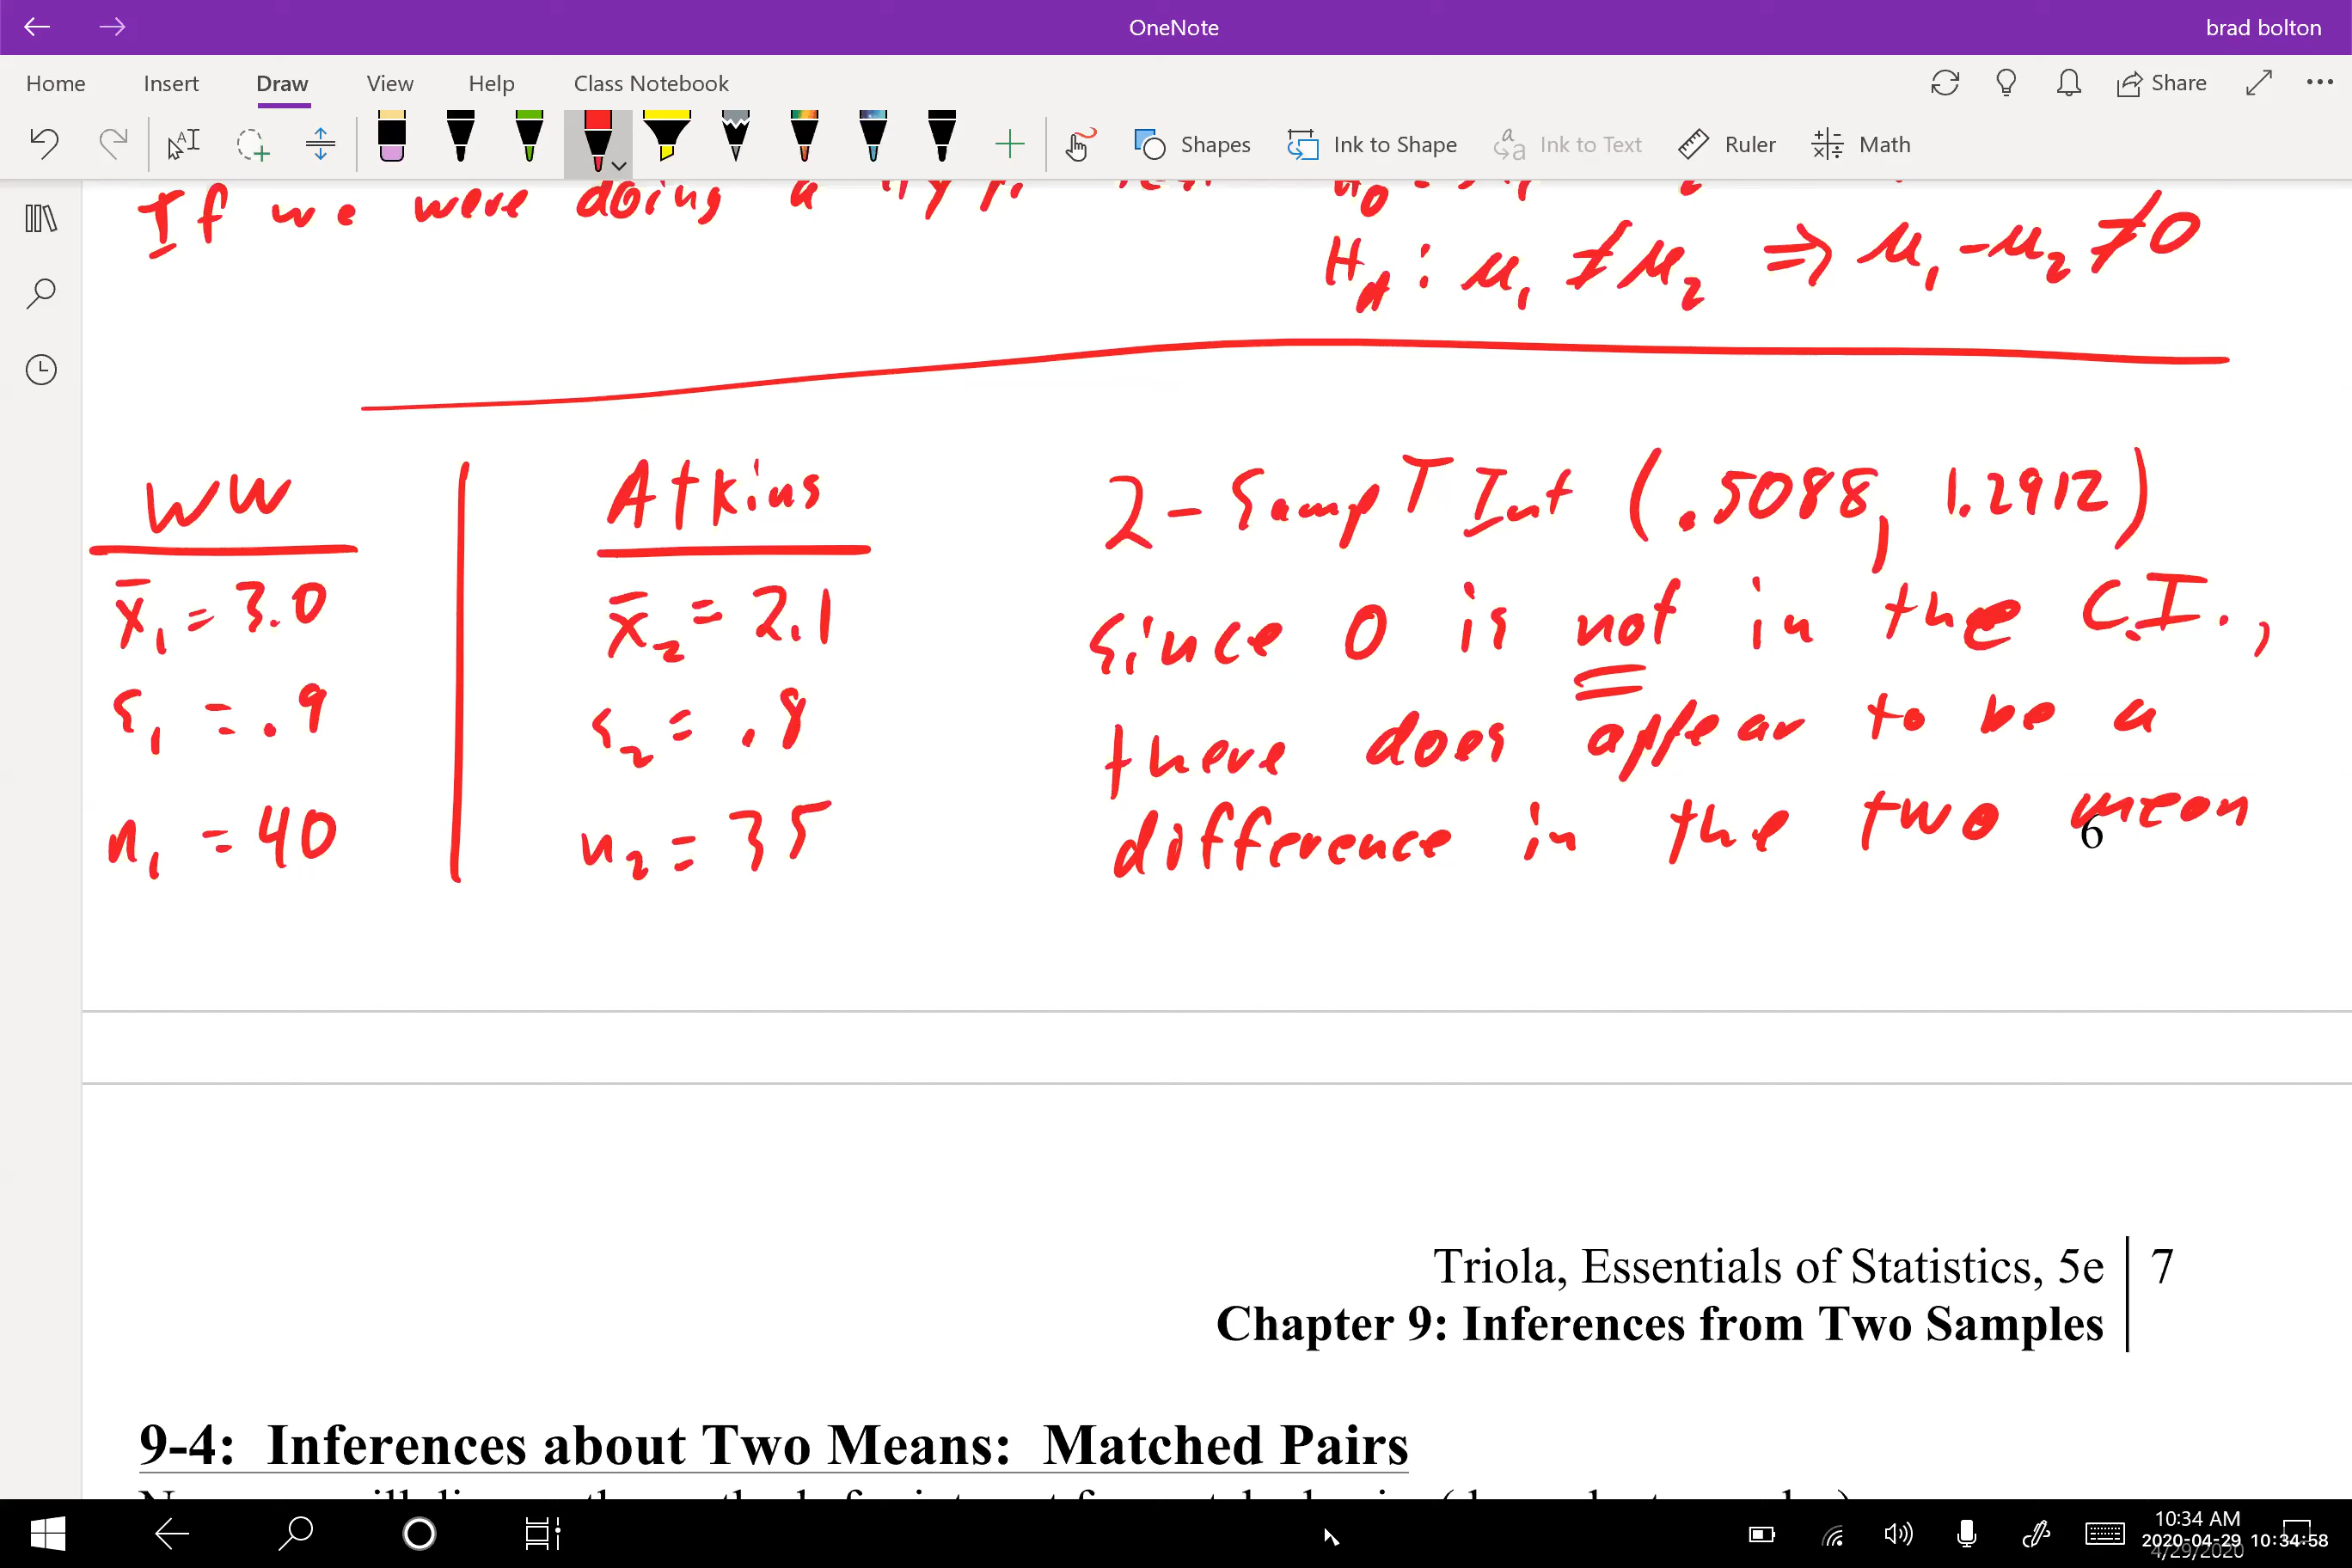 OneNote
brad bolton
Home Insert Draw View Help Class Notebook
Share
Shapes Ink to Shape Ink to Text Ruler Math
If we were doing a
H₀ :
Hₐ : μ₁ ≠ μ₂ ⇒ μ₁ - μ₂ ≠ 0
WW
x̄₁ = 3.0
s₁ = .9
n₁ = 40
Atkins
x̄₂ = 2.1
s₂ = .8
n₂ = 35
2-Samp T Int (.5088, 1.2912)
Since 0 is not in the C.I.,
there does appear to be a
difference in the two mean
6
Triola, Essentials of Statistics, 5e 7
Chapter 9: Inferences from Two Samples
9-4: Inferences about Two Means: Matched Pairs
10:34 AM
2020-04-29 10:34:58
4/29/2020